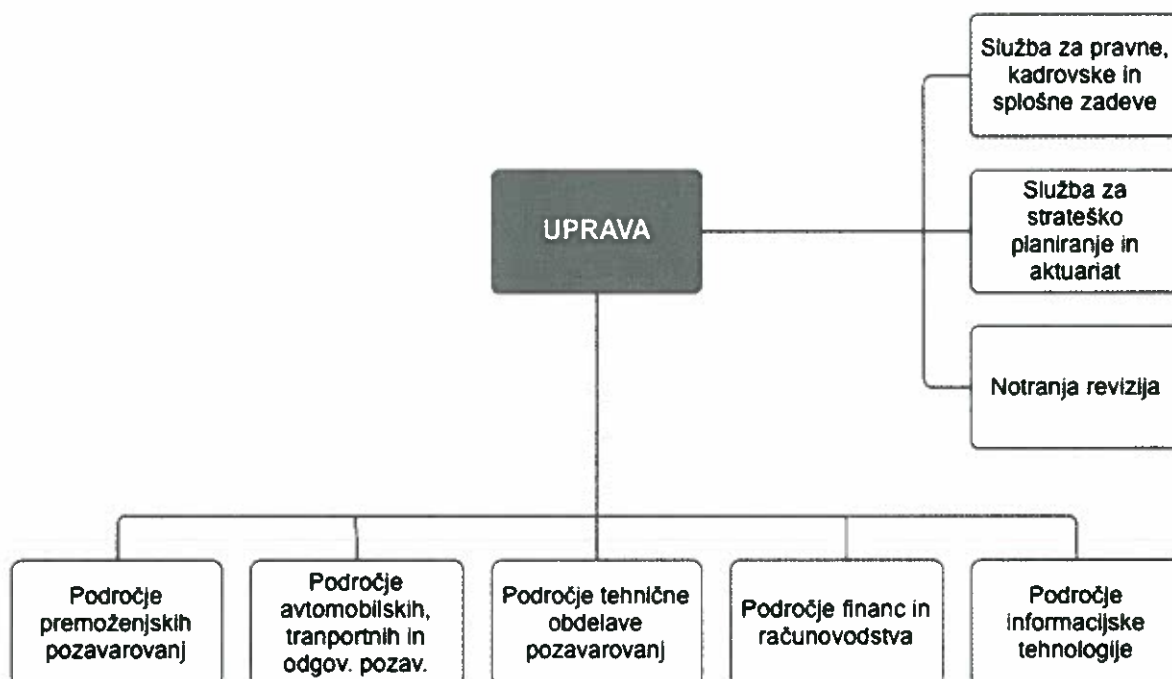 Služba za pravne,
kadrovske in
splošne zadeve
UPRAVA
Služba za
strateško
planiranje in
aktuariat
Notranja revizija
Področje
premoženjskih
pozavarovanj
Področje
avtomobilskih,
tranportnih in
odgov. pozav.
Področje tehnične
obdelave
pozavarovanj
Področje financ in
računovodstva
Področje
informacijske
tehnologije